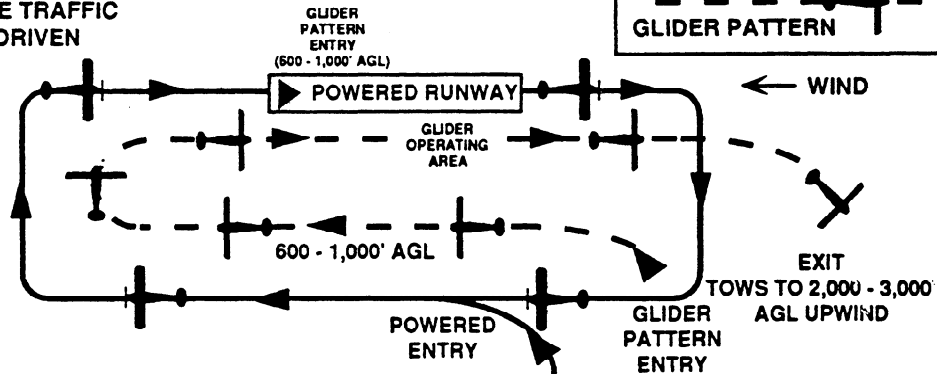 E TRAFFIC
DRIVEN
GLIDER
PATTERN
ENTRY
(600 - 1,000' AGL)
GLIDER PATTERN
POWERED RUNWAY
WIND
GLIDER
OPERATING
AREA
600 - 1,000' AGL
EXIT
TOWS TO 2,000 - 3,000'
AGL UPWIND
POWERED
ENTRY
GLIDER
PATTERN
ENTRY